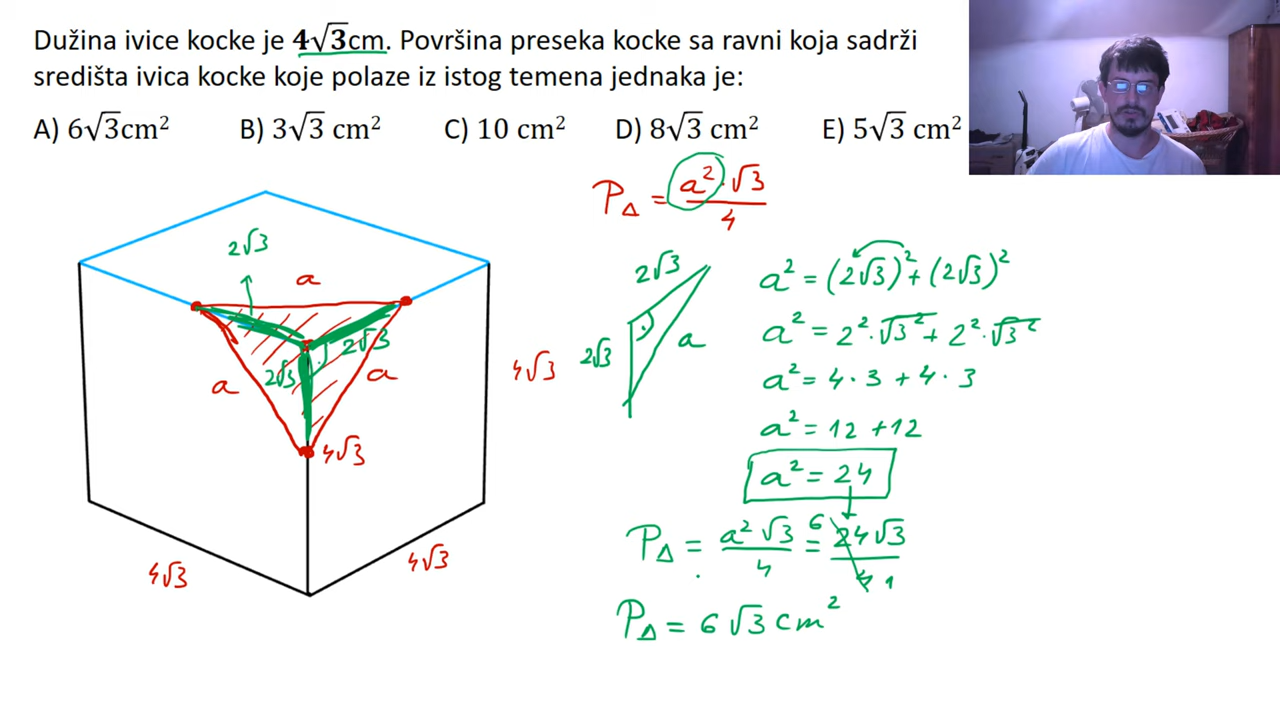 Dužina ivice kocke je 4√3cm. Površina preseka kocke sa ravni koja sadrži
središta ivica kocke koje polaze iz istog temena jednaka je:
A) 6√3cm² B) 3√3 cm² C) 10 cm² D) 8√3 cm² E) 5√3 cm²
P△ = a²·√3 / 4
2√3
a
2√3
2√3
a
a
4√3
4√3
4√3
4√3
2√3
2√3
a
a² = (2√3)² + (2√3)²
a² = 2²·√3² + 2²·√3²
a² = 4·3 + 4·3
a² = 12 + 12
a² = 24
P△ = a²√3 / 4 = 6 24√3 / 4 1
P△ = 6√3 cm²